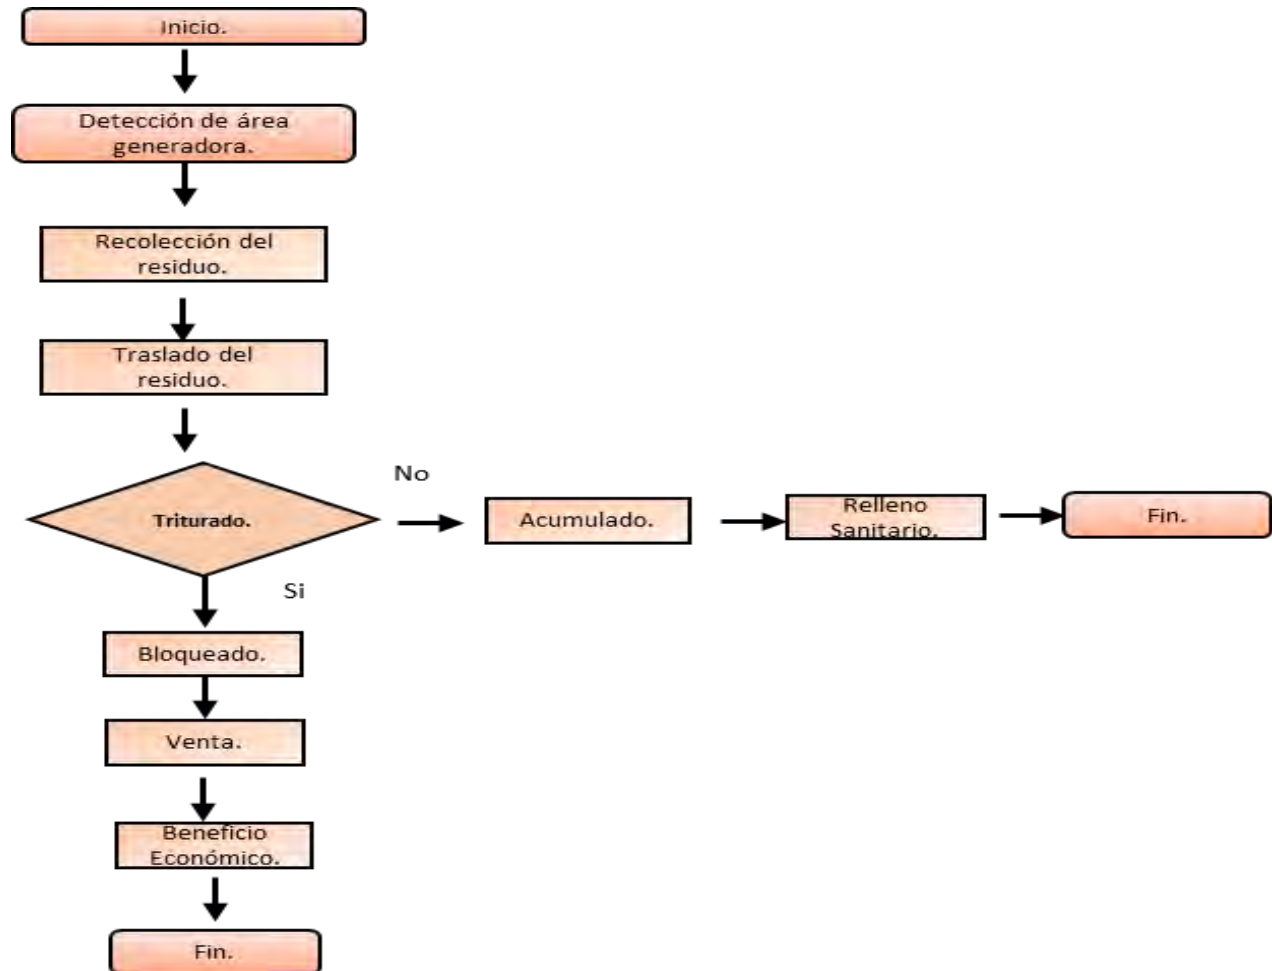 Inicio.
Detección de área
generadora.
Recolección del
residuo.
Traslado del
residuo.
No
Triturado.
Acumulado.
Relleno
Sanitario.
Fin.
Si
Bloqueado.
Venta.
Beneficio
Económico.
Fin.